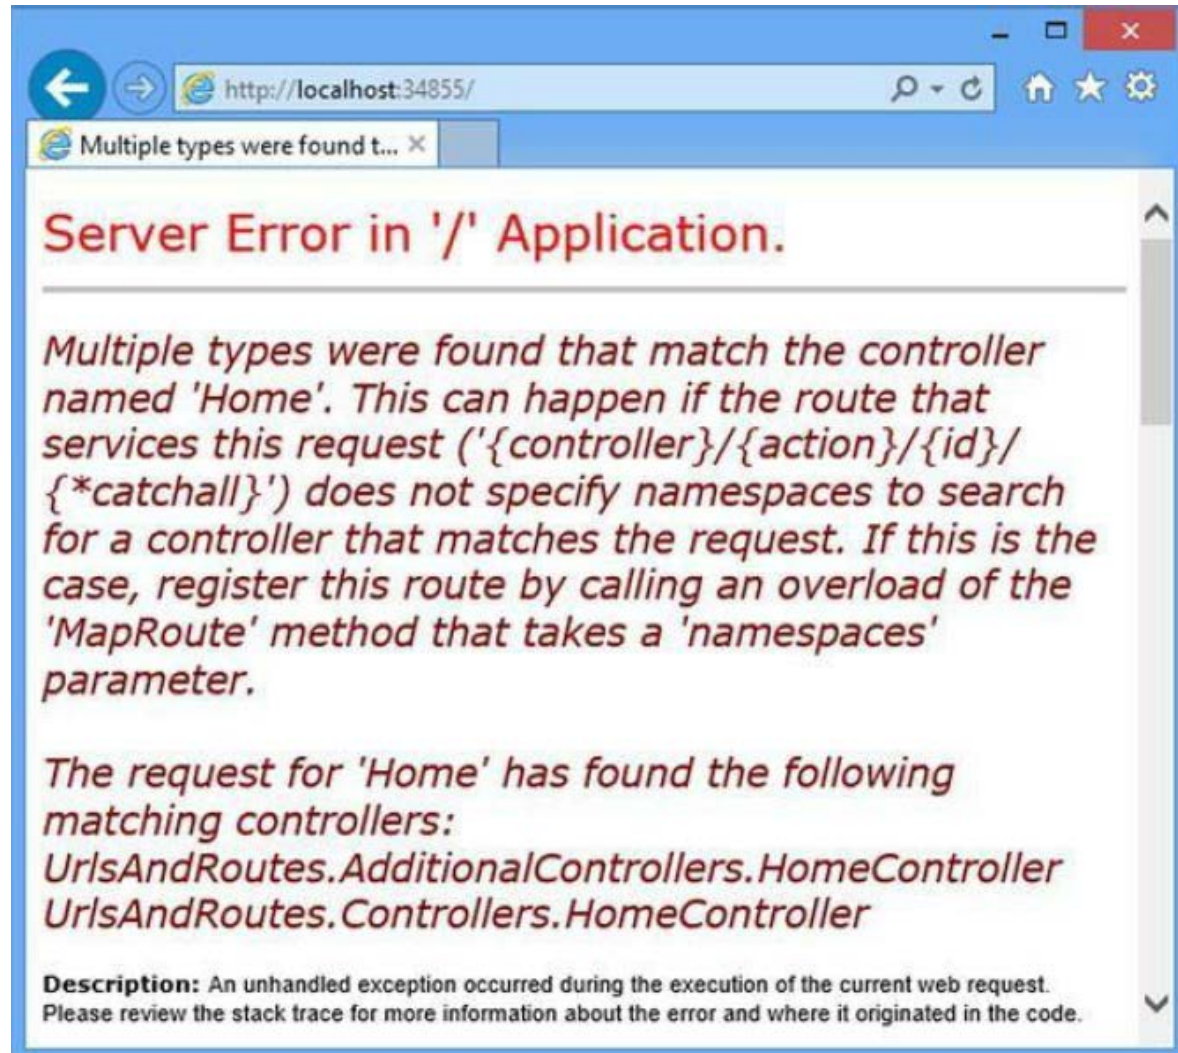 http://localhost:34855/
Multiple types were found t...
Server Error in '/' Application.
Multiple types were found that match the controller
named 'Home'. This can happen if the route that
services this request ('{controller}/{action}/{id}/
{*catchall}') does not specify namespaces to search
for a controller that matches the request. If this is the
case, register this route by calling an overload of the
'MapRoute' method that takes a 'namespaces'
parameter.
The request for 'Home' has found the following
matching controllers:
UrlsAndRoutes.AdditionalControllers.HomeController
UrlsAndRoutes.Controllers.HomeController
Description: An unhandled exception occurred during the execution of the current web request.
Please review the stack trace for more information about the error and where it originated in the code.